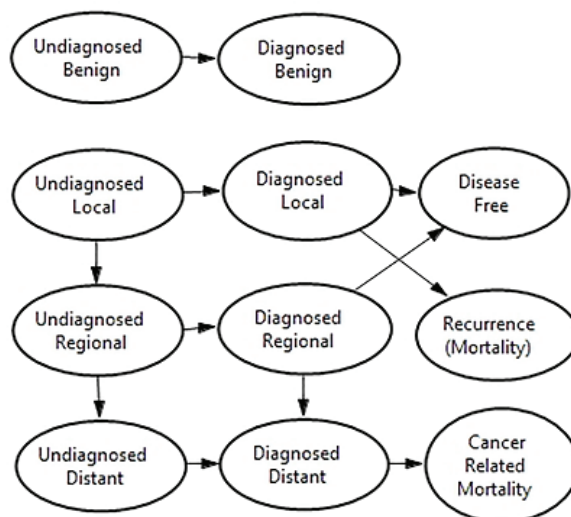 Undiagnosed
Benign
Diagnosed
Benign
Undiagnosed
Local
Diagnosed
Local
Disease
Free
Undiagnosed
Regional
Diagnosed
Regional
Recurrence
(Mortality)
Undiagnosed
Distant
Diagnosed
Distant
Cancer
Related
Mortality